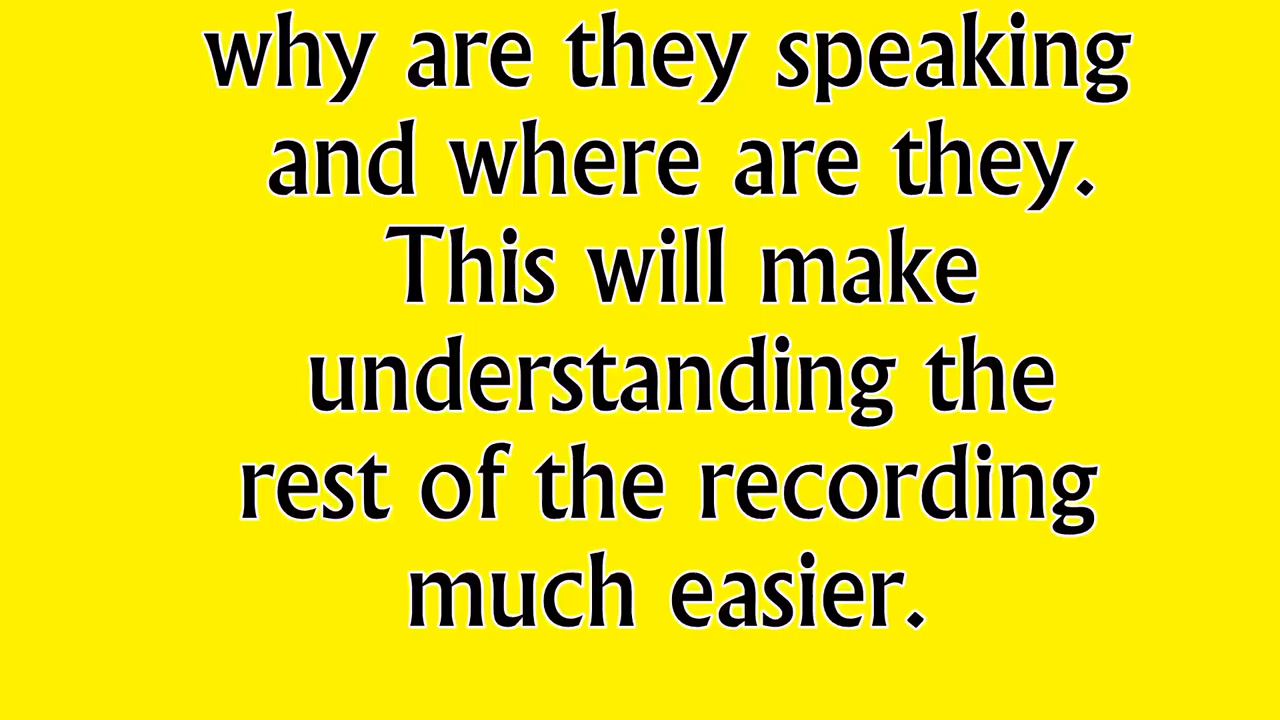 why are they speaking
and where are they.
This will make
understanding the
rest of the recording
much easier.